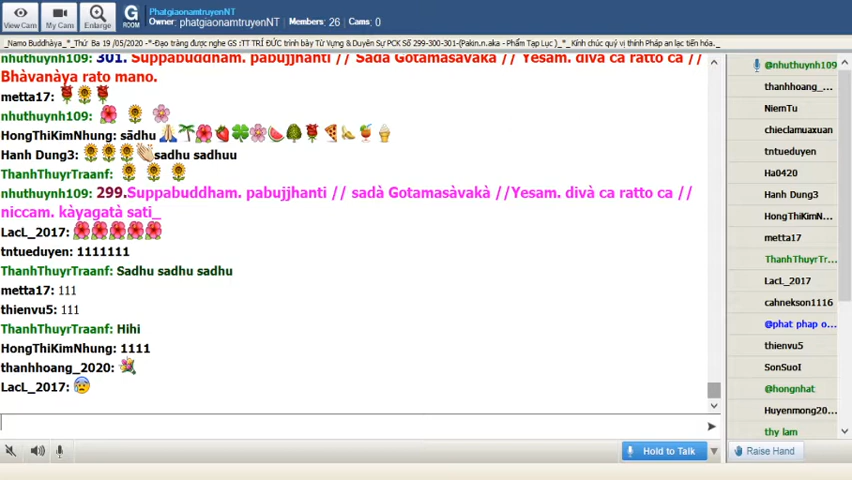 View Cam
My Cam
Enlarge
G
ROOM
PhatgiaonamtruyenNT
Owner: phatgiaonamtruyenNT | Members: 26 | Cams: 0
_Namo Buddhàya_*_Thứ Ba 19 /05/2020 -*-Đạo tràng được nghe GS :TT TRÍ ĐỨC trình bày Từ Vựng & Duyên Sự PCK Số 299-300-301-(Pakin.n.aka - Phẩm Tạp Lục )_*_ Kính chúc quý vị thính Pháp an lạc tiến hóa._
nhuthuynh109: 301. Suppabuddham. pabujjhanti // Sadà Gotamasàvakà // Yesam. divà ca ratto ca //
Bhàvanàya rato mano.
metta17:
nhuthuynh109:
HongThiKimNhung: sādhu
Hanh Dung3: sadhu sadhuu
ThanhThuyrTraanf:
nhuthuynh109: 299.Suppabuddham. pabujjhanti // sadà Gotamasàvakà //Yesam. divà ca ratto ca //
niccam. kàyagatà sati_
LacL_2017:
tntueduyen: 1111111
ThanhThuyrTraanf: Sadhu sadhu sadhu
metta17: 111
thienvu5: 111
ThanhThuyrTraanf: Hihi
HongThiKimNhung: 1111
thanhhoang_2020:
LacL_2017:
Hold to Talk
@nhuthuynh109
thanhhoang_...
NiemTu
chieclamuaxuan
tntueduyen
Ha0420
Hanh Dung3
HongThiKimN...
metta17
ThanhThuyrTr...
LacL_2017
cahnekson1116
@phat phap o...
thienvu5
SonSuoI
@hongnhat
Huyenmong20...
thy lam
Raise Hand